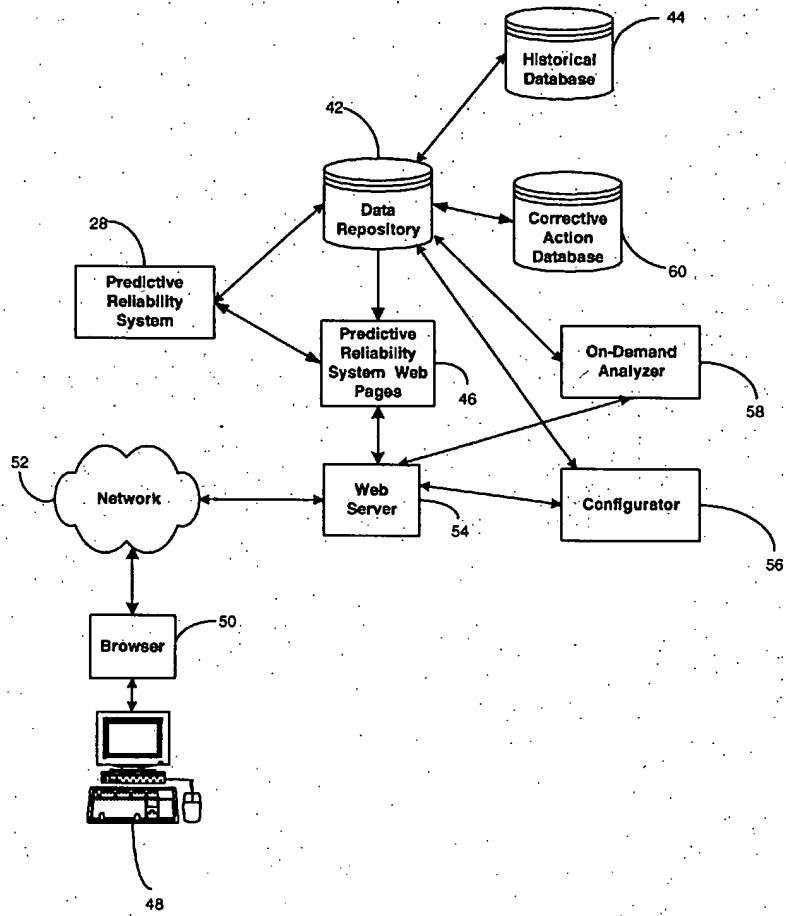 44
Historical
Database
42
Data
Repository
Corrective
Action
Database
60
28
Predictive
Reliability
System
Predictive
Reliability
System Web
Pages
46
On-Demand
Analyzer
58
52
Network
Web
Server
54
Configurator
56
50
Browser
48